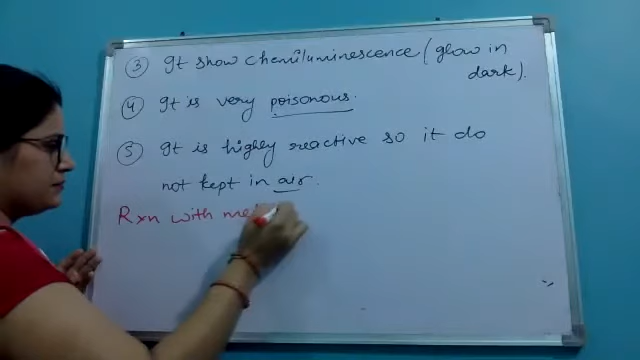 ③ It show chemiluminescence (glow in
dark).
④ It is very poisonous.
⑤ It is highly reactive so it do
not kept in air.
Rxn with me